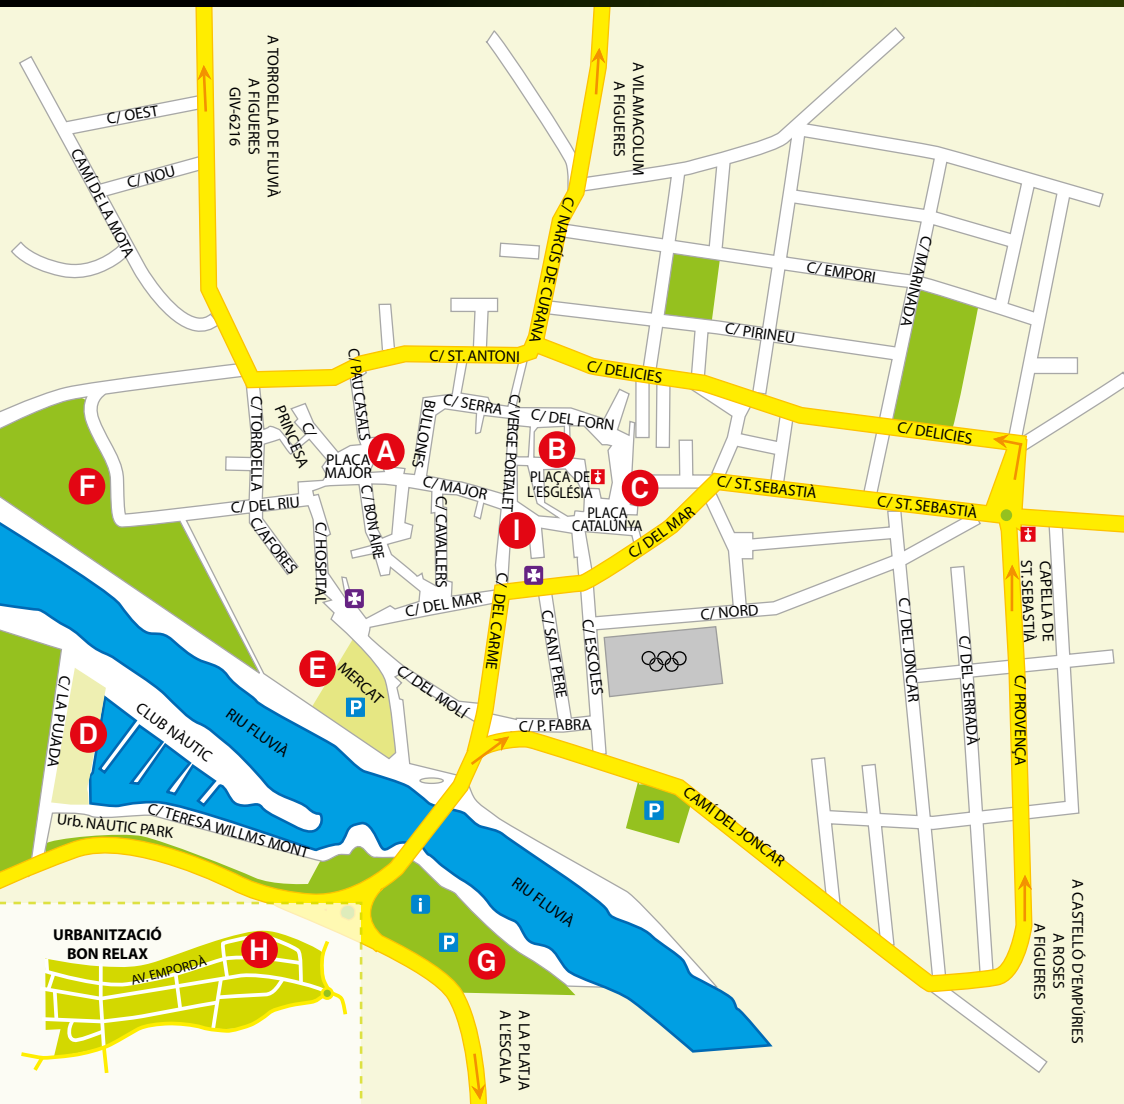 A TORROELLA DE FLUVIÀ
A FIGUERES
GIV-6216
A VILAMACOLUM
A FIGUERES
C/ OEST
C/ NOU
CAMÍ DE LA MOTA
C/ NARCÍS DE CURANA
C/ EMPORI
C/ MARINADA
C/ PIRINEU
C/ ST. ANTONI
C/ DELICIES
C/ DELICIES
C/ PAU CASALS
C/ TORROELLA
C/
PRINCESA
BULLONES
C/ SERRA
C/ VERGE PORTALET
C/ DEL FORN
A
PLAÇA
MAJOR
B
PLAÇA DE
L'ESGLÉSIA
C
PLAÇA
CATALUNYA
C/ ST. SEBASTIÀ
C/ ST. SEBASTIÀ
F
C/ DEL RIU
C/ MAJOR
C/ BON AIRE
C/ CAVALLERS
I
C/ DEL MAR
C/AFORES
C/ HOSPITAL
C/ DEL MAR
C/ DEL CARME
C/ SANT PERE
C/ ESCOLES
C/ NORD
CAPELLA DE
ST. SEBASTIÀ
C/ DEL JONCAR
C/ DEL SERRADÀ
C/ PROVENÇA
E
MERCAT
P
C/ DEL MOLÍ
C/ P. FABRA
C/ LA PUJADA
D
CLUB NÀUTIC
RIU FLUVIÀ
C/ TERESA WILLMS MONT
Urb. NÀUTIC PARK
P
CAMÍ DEL JONCAR
RIU FLUVIÀ
i
P
G
URBANITZACIÓ
BON RELAX
H
AV. EMPORDÀ
A LA PLATJA
A L'ESCALA
A CASTELLÓ D'EMPÚRIES
A ROSES
A FIGUERES